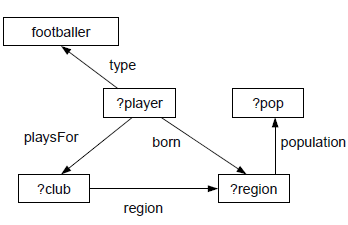 footballer
type
?player
?pop
playsFor
born
population
?club
?region
region